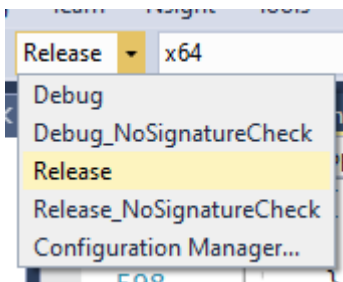 Release x64
Debug
Debug_NoSignatureCheck
Release
Release_NoSignatureCheck
Configuration Manager...